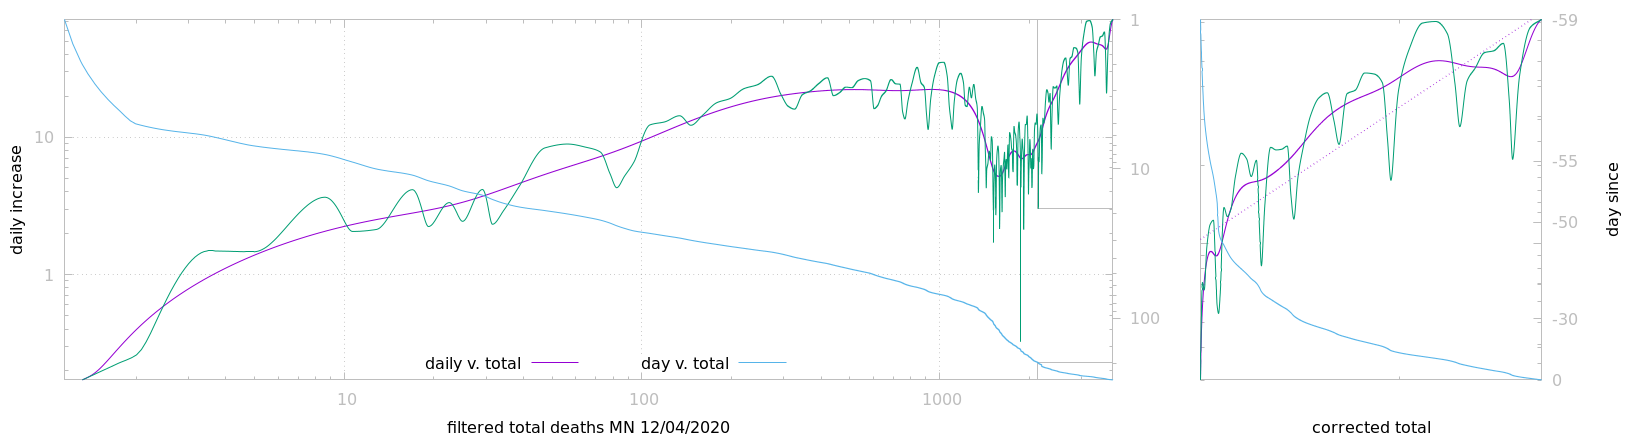 daily increase
10
1
daily v. total
day v. total
10
100
1000
filtered total deaths MN 12/04/2020
1
10
100
-59
-55
-50
-30
0
day since
corrected total